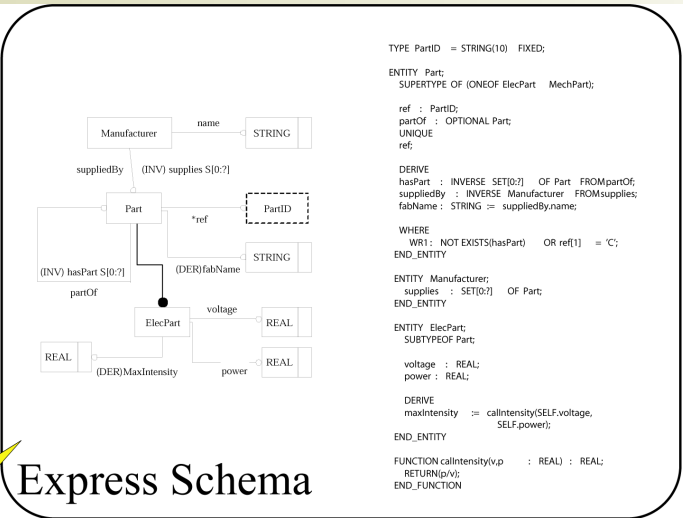 name
Manufacturer
STRING
suppliedBy (INV) supplies S[0:?]
Part
PartID
*ref
STRING
(DER)fabName
(INV) hasPart S[0:?]
partOf
voltage
ElecPart
REAL
REAL
REAL
(DER)MaxIntensity
power
Express Schema
TYPE PartID = STRING(10) FIXED;
ENTITY Part;
SUPERTYPE OF (ONEOF ElecPart MechPart);
ref : PartID;
partOf : OPTIONAL Part;
UNIQUE
ref;
DERIVE
hasPart : INVERSE SET[0:?] OF Part FROMpartOf;
suppliedBy : INVERSE Manufacturer FROMsupplies;
fabName : STRING := suppliedBy.name;
WHERE
WR1: NOT EXISTS(hasPart) OR ref[1] = 'C';
END_ENTITY
ENTITY Manufacturer;
supplies : SET[0:?] OF Part;
END_ENTITY
ENTITY ElecPart;
SUBTYPEOF Part;
voltage : REAL;
power : REAL;
DERIVE
maxIntensity := calIntensity(SELF.voltage,
SELF.power);
END_ENTITY
FUNCTION calIntensity(v,p : REAL) : REAL;
RETURN(p/v);
END_FUNCTION